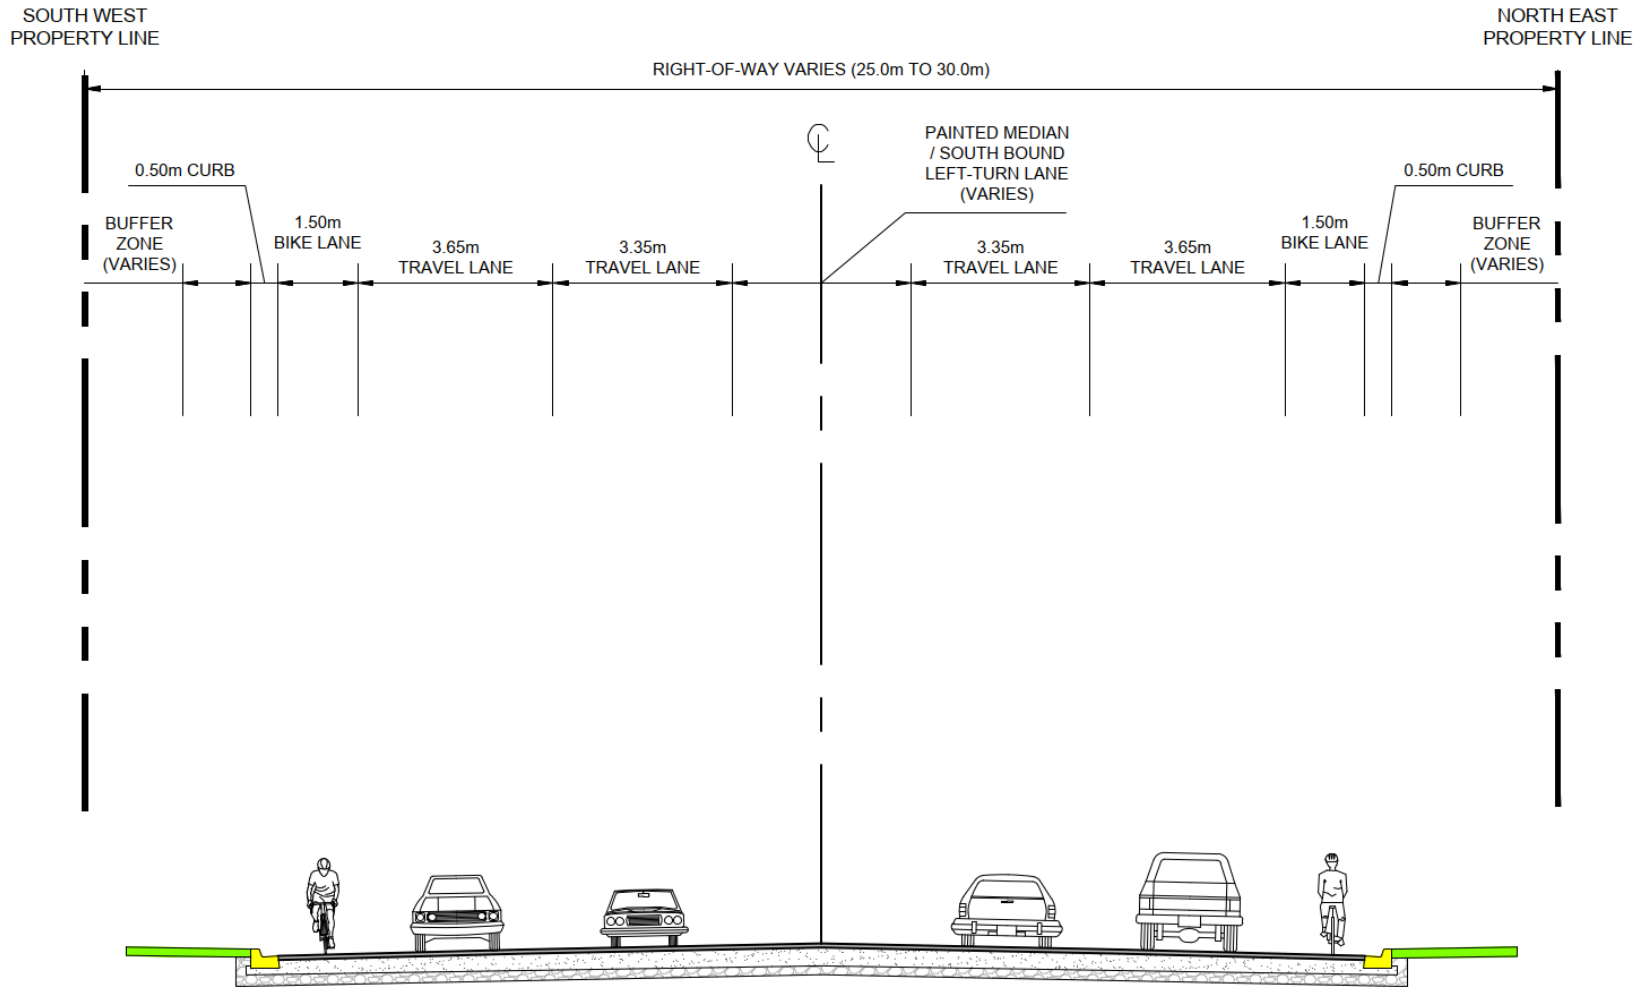 SOUTH WEST
PROPERTY LINE
NORTH EAST
PROPERTY LINE
RIGHT-OF-WAY VARIES (25.0m TO 30.0m)
CL
PAINTED MEDIAN
/ SOUTH BOUND
LEFT-TURN LANE
(VARIES)
0.50m CURB
0.50m CURB
BUFFER
ZONE
(VARIES)
1.50m
BIKE LANE
3.65m
TRAVEL LANE
3.35m
TRAVEL LANE
3.35m
TRAVEL LANE
3.65m
TRAVEL LANE
1.50m
BIKE LANE
BUFFER
ZONE
(VARIES)